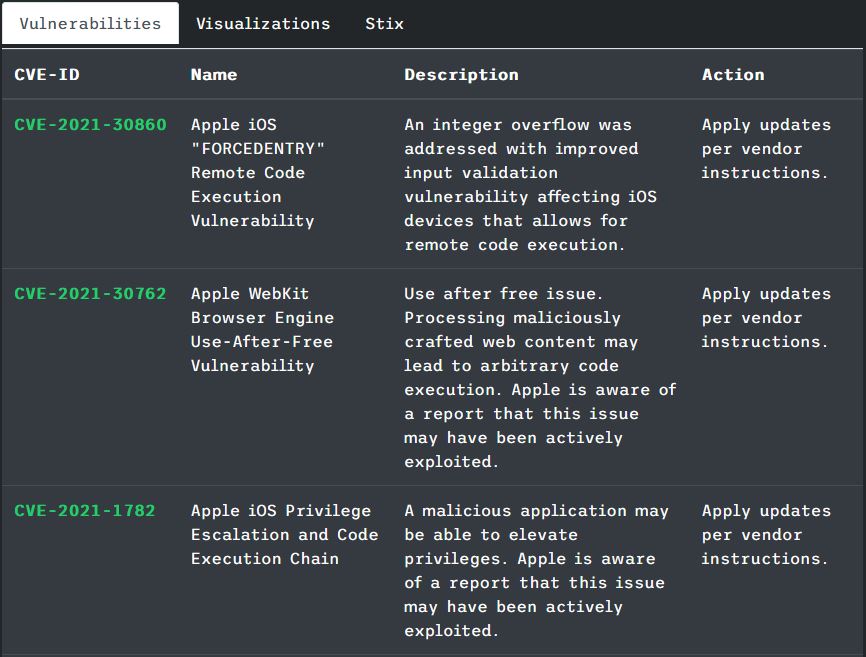 Vulnerabilities Visualizations Stix
CVE-ID Name Description Action
CVE-2021-30860 Apple iOS An integer overflow was Apply updates
"FORCEDENTRY" addressed with improved per vendor
Remote Code input validation instructions.
Execution vulnerability affecting iOS
Vulnerability devices that allows for
remote code execution.
CVE-2021-30762 Apple WebKit Use after free issue. Apply updates
Browser Engine Processing maliciously per vendor
Use-After-Free crafted web content may instructions.
Vulnerability lead to arbitrary code
execution. Apple is aware of
a report that this issue
may have been actively
exploited.
CVE-2021-1782 Apple iOS Privilege A malicious application may Apply updates
Escalation and Code be able to elevate per vendor
Execution Chain privileges. Apple is aware instructions.
of a report that this issue
may have been actively
exploited.